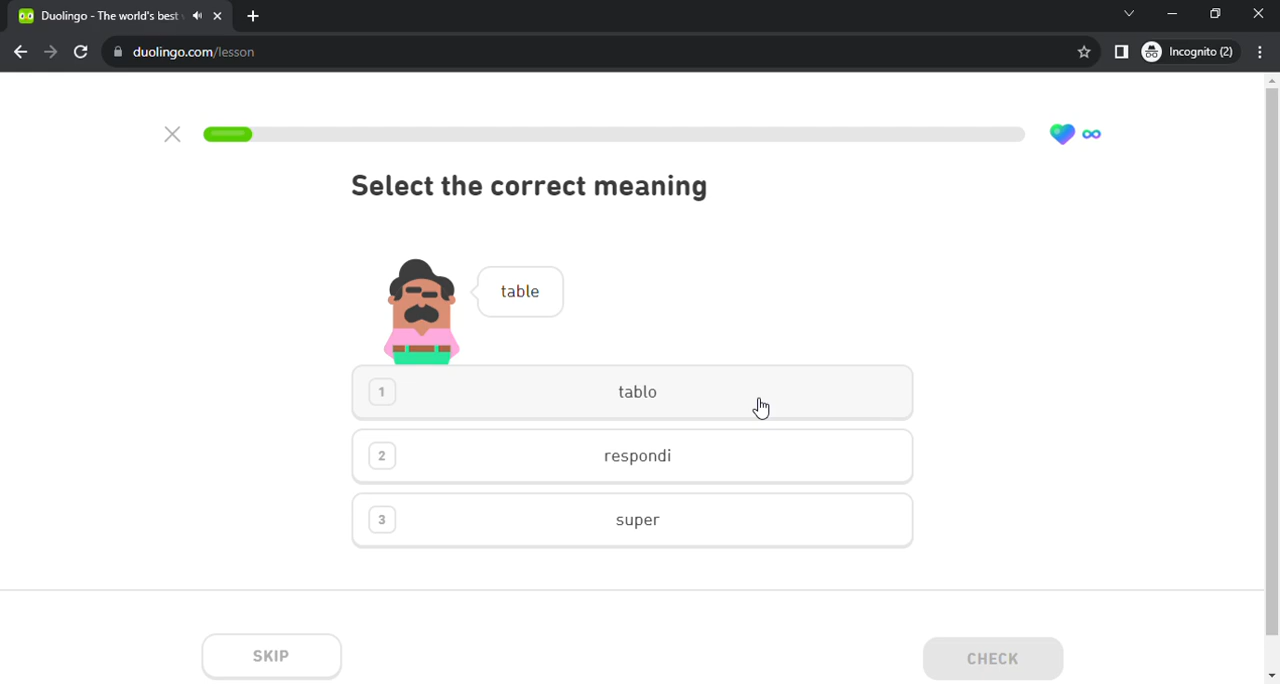 Duolingo - The world's best
duolingo.com/lesson
Incognito (2)
Select the correct meaning
table
1 tablo
2 respondi
3 super
SKIP
CHECK